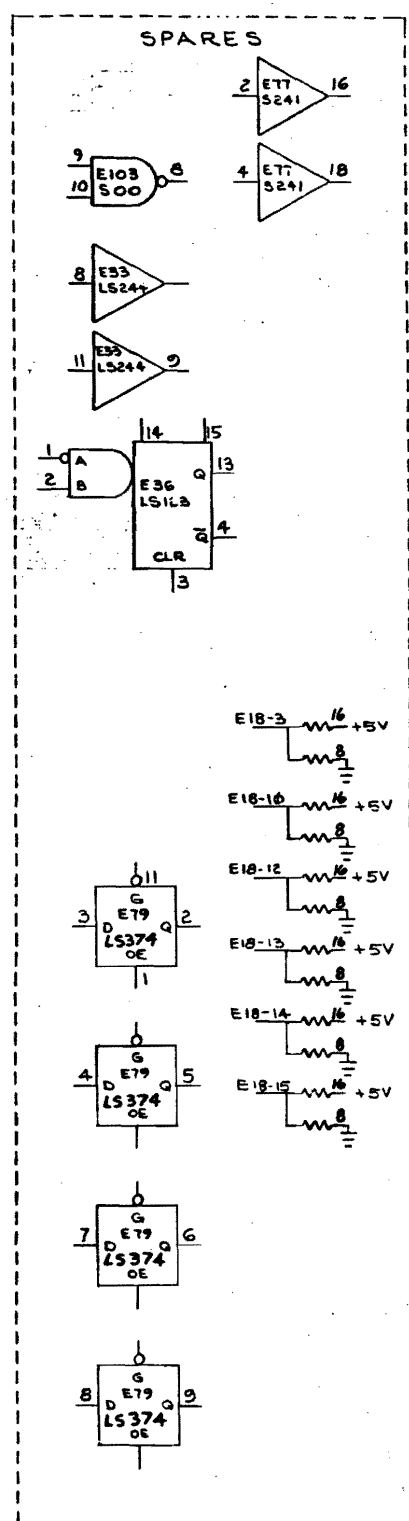 SPARES
2 E77 S241 16
9 10 E103 S00 8
4 E77 S241 18
8 E33 LS244
11 E33 LS244 9
14 15
1 A Q 13
2 B E36
LS163
Q̅ 4
CLR
3
E18-3 16 +5V
8
E18-10 16 +5V
8
E18-12 16 +5V
8
E18-13 16 +5V
8
E18-14 16 +5V
8
E18-15 16 +5V
8
11
G
3 D E79 Q 2
LS374
OE
1
G
4 D E79 Q 5
LS374
OE
G
7 D E79 Q 6
LS374
OE
G
8 D E79 Q 9
LS374
OE